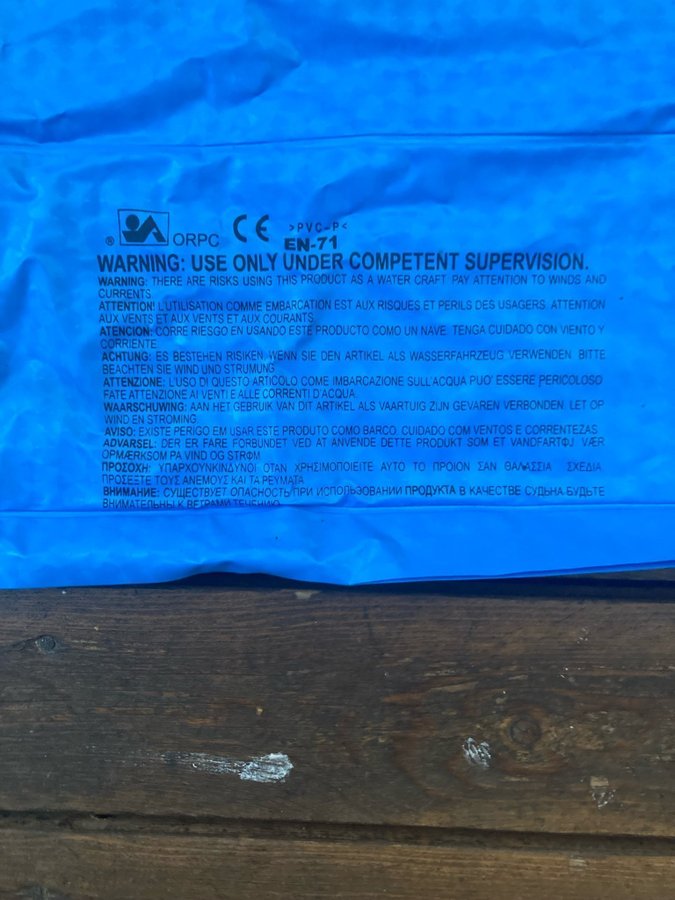 ® ORPC CE >PVC-P<
EN-71
WARNING: USE ONLY UNDER COMPETENT SUPERVISION.
WARNING: THERE ARE RISKS USING THIS PRODUCT AS A WATER CRAFT PAY ATTENTION TO WINDS AND
CURRENTS
ATTENTION! L'UTILISATION COMME EMBARCATION EST AUX RISQUES ET PERILS DES USAGERS. ATTENTION
AUX VENTS ET AUX VENTS ET AUX COURANTS.
ATENCION: CORRE RIESGO EN USANDO ESTE PRODUCTO COMO UN NAVE. TENGA CUIDADO CON VIENTO Y
CORRIENTE
ACHTUNG: ES BESTEHEN RISIKEN, WENN SIE DEN ARTIKEL ALS WASSERFAHRZEUG VERWENDEN. BITTE
BEACHTEN SIE WIND UND STRUMUNG
ATTENZIONE: L'USO DI QUESTO ARTICOLO COME IMBARCAZIONE SULL'ACQUA PUO' ESSERE PERICOLOSO
FATE ATTENZIONE AI VENTI E ALLE CORRENTI D'ACQUA.
WAARSCHUWING: AAN HET GEBRUIK VAN DIT ARTIKEL ALS VAARTUIG ZIJN GEVAREN VERBONDEN. LET OP
WIND EN STROMING
AVISO: EXISTE PERIGO EM USAR ESTE PRODUTO COMO BARCO. CUIDADO COM VENTOS E CORRENTEZAS
ADVARSEL: DER ER FARE FORBUNDET VED AT ANVENDE DETTE PRODUKT SOM ET VANDFARTØJ. VÆR
OPMÆRKSOM PA VIND OG STRØM
ΠΡΟΣΟΧΗ: ΥΠΑΡΧΟΥΚΙΝΔΥΝΟΙ ΟΤΑΝ ΧΡΗΣΙΜΟΠΟΙΕΙΤΕ ΑΥΤΟ ΤΟ ΠΡΟΙΟΝ ΣΑΝ ΘΑΛΑΣΣΙΑ ΣΧΕΔΙΑ
ΠΡΟΣΕΞΤΕ ΤΟΥΣ ΑΝΕΜΟΥΣ ΚΑΙ ΤΑ ΡΕΥΜΑΤΑ
ВНИМАНИЕ: СУЩЕСТВУЕТ ОПАСНОСТЬ ПРИ ИСПОЛЬЗОВАНИИ ПРОДУКТА В КАЧЕСТВЕ СУДЬНА БУДЬТЕ
ВНИМАТЕЛЬНЫ К ВЕТРАМ ТЕЧЕНИЮ